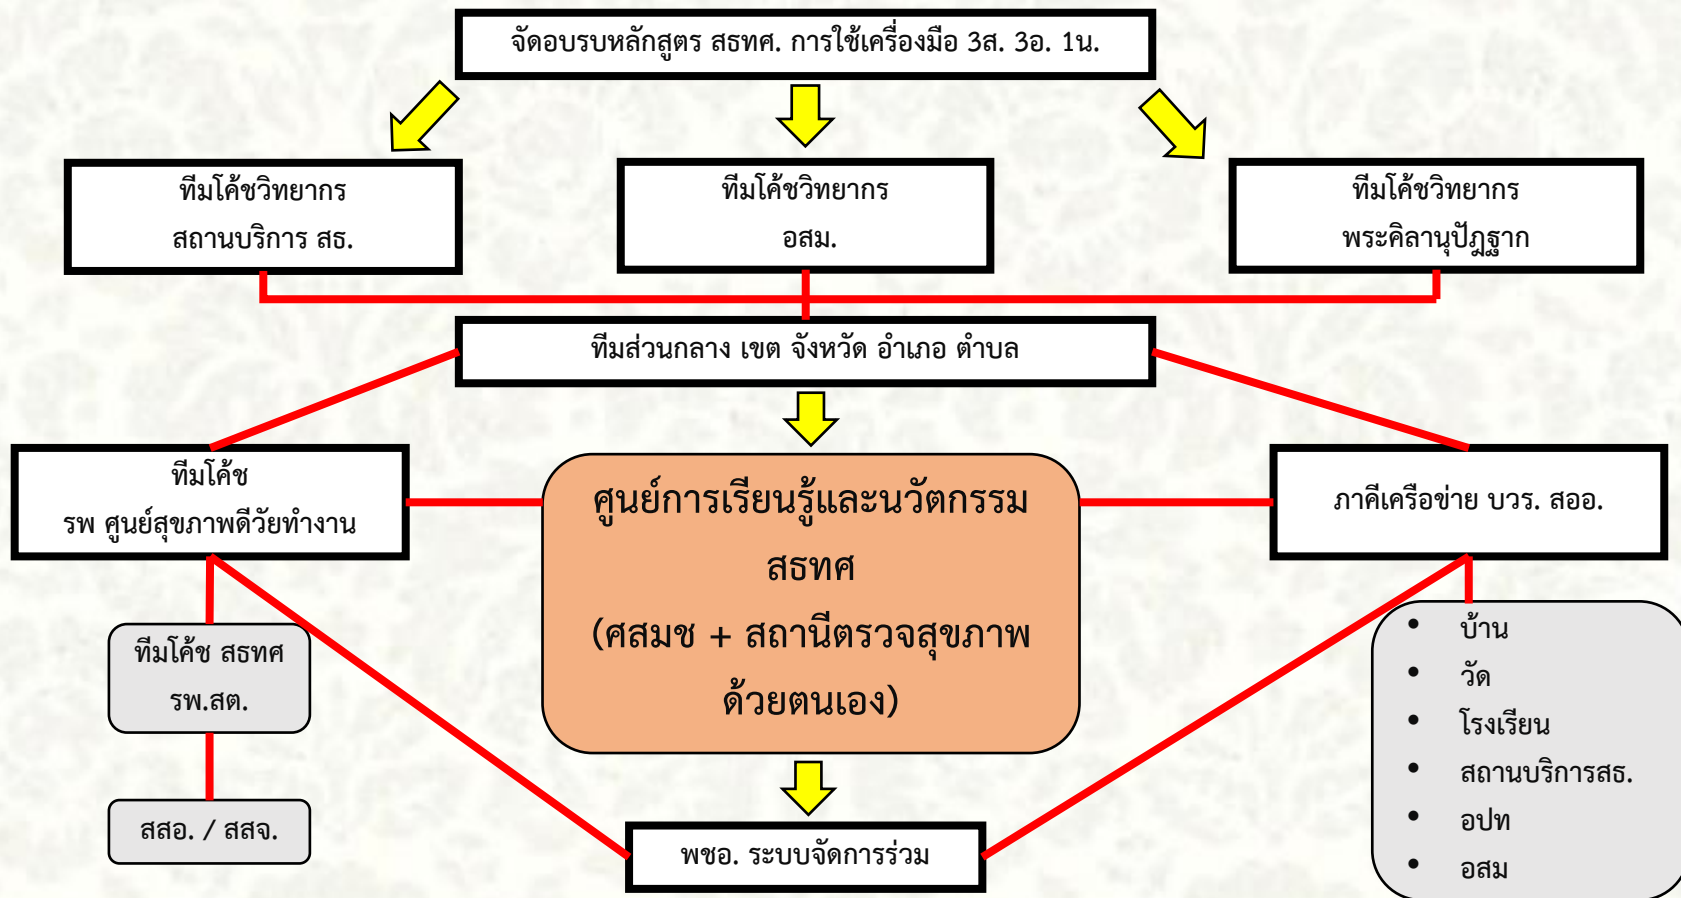 จัดอบรบหลักสูตร สธทศ. การใช้เครื่องมือ 3ส. 3อ. 1น.
ทีมโค้ชวิทยากร
สถานบริการ สธ.
ทีมโค้ชวิทยากร
อสม.
ทีมโค้ชวิทยากร
พระคิลานุปัฏฐาก
ทีมส่วนกลาง เขต จังหวัด อำเภอ ตำบล
ทีมโค้ช
รพ ศูนย์สุขภาพดีวัยทำงาน
ศูนย์การเรียนรู้และนวัตกรรม
สธทศ
(ศสมช + สถานีตรวจสุขภาพ
ด้วยตนเอง)
ภาคีเครือข่าย บวร. สออ.
ทีมโค้ช สธทศ
รพ.สต.
สสอ. / สสจ.
• บ้าน
• วัด
• โรงเรียน
• สถานบริการสธ.
• อปท
• อสม
พชอ. ระบบจัดการร่วม